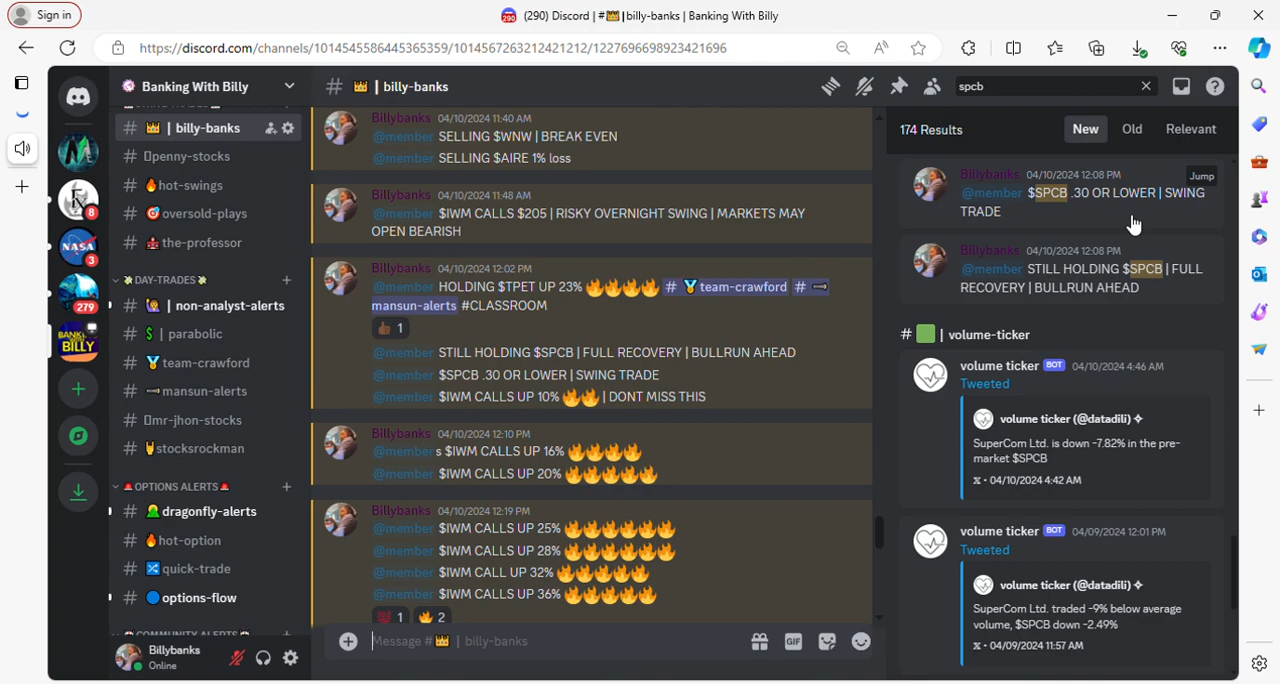 Sign in
(290) Discord | #👑 | billy-banks | Banking With Billy
290
https://discord.com/channels/1014545586445365359/1014567263212421212/1227696698923421696
Banking With Billy
# 👑 | billy-banks
spcb
# 👑 | billy-banks
penny-stocks
🔥hot-swings
🎯oversold-plays
the-professor
DAY-TRADES
| non-analyst-alerts
| parabolic
🏅team-crawford
mansun-alerts
mr-jhon-stocks
stocksrockman
OPTIONS ALERTS
dragonfly-alerts
🔥hot-option
🔀quick-trade
🔵options-flow
COMMUNITY ALERTS
8
NASA
3
279
BANKING
BILLY
Billybanks
Online
Billybanks 04/10/2024 11:40 AM
@member SELLING $WNW | BREAK EVEN
@member SELLING $AIRE 1% loss
Billybanks 04/10/2024 11:48 AM
@member $IWM CALLS $205 | RISKY OVERNIGHT SWING | MARKETS MAY
OPEN BEARISH
Billybanks 04/10/2024 12:02 PM
@member HOLDING $TPET UP 23% 🔥🔥🔥🔥 # 🏅team-crawford #
mansun-alerts #CLASSROOM
👍🏾 1
@member STILL HOLDING $SPCB | FULL RECOVERY | BULLRUN AHEAD
@member $SPCB .30 OR LOWER | SWING TRADE
@member $IWM CALLS UP 10% 🔥🔥 | DONT MISS THIS
Billybanks 04/10/2024 12:10 PM
@member s $IWM CALLS UP 16% 🔥🔥🔥🔥
@member $IWM CALLS UP 20% 🔥🔥🔥🔥🔥
Billybanks 04/10/2024 12:19 PM
@member $IWM CALLS UP 25% 🔥🔥🔥🔥🔥🔥
@member $IWM CALLS UP 28% 🔥🔥🔥🔥🔥🔥
@member $IWM CALL UP 32% 🔥🔥🔥🔥🔥
@member $IWM CALLS UP 36% 🔥🔥🔥🔥🔥
💯 1 🔥 2
Message #👑 | billy-banks
GIF
174 Results
New
Old
Relevant
Billybanks 04/10/2024 12:08 PM
Jump
@member $SPCB .30 OR LOWER | SWING
TRADE
Billybanks 04/10/2024 12:08 PM
@member STILL HOLDING $SPCB | FULL
RECOVERY | BULLRUN AHEAD
# 🟩 | volume-ticker
volume ticker BOT 04/10/2024 4:46 AM
Tweeted
volume ticker (@datadili) ✧
SuperCom Ltd. is down -7.82% in the pre-
market $SPCB
X • 04/10/2024 4:42 AM
volume ticker BOT 04/09/2024 12:01 PM
Tweeted
volume ticker (@datadili) ✧
SuperCom Ltd. traded -9% below average
volume, $SPCB down -2.49%
X • 04/09/2024 11:57 AM